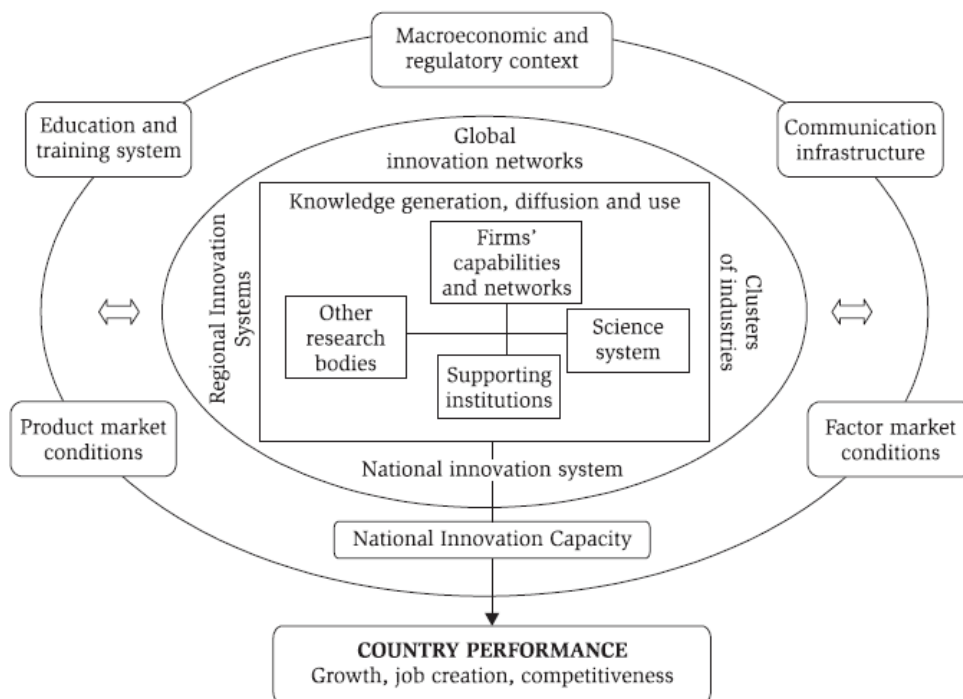 Macroeconomic and
regulatory context
Education and
training system
Communication
infrastructure
Global
innovation networks
Knowledge generation, diffusion and use
Regional Innovation
Systems
Firms’
capabilities
and networks
Clusters
of industries
Other
research
bodies
Science
system
Supporting
institutions
Product market
conditions
Factor market
conditions
National innovation system
National Innovation Capacity
COUNTRY PERFORMANCE
Growth, job creation, competitiveness